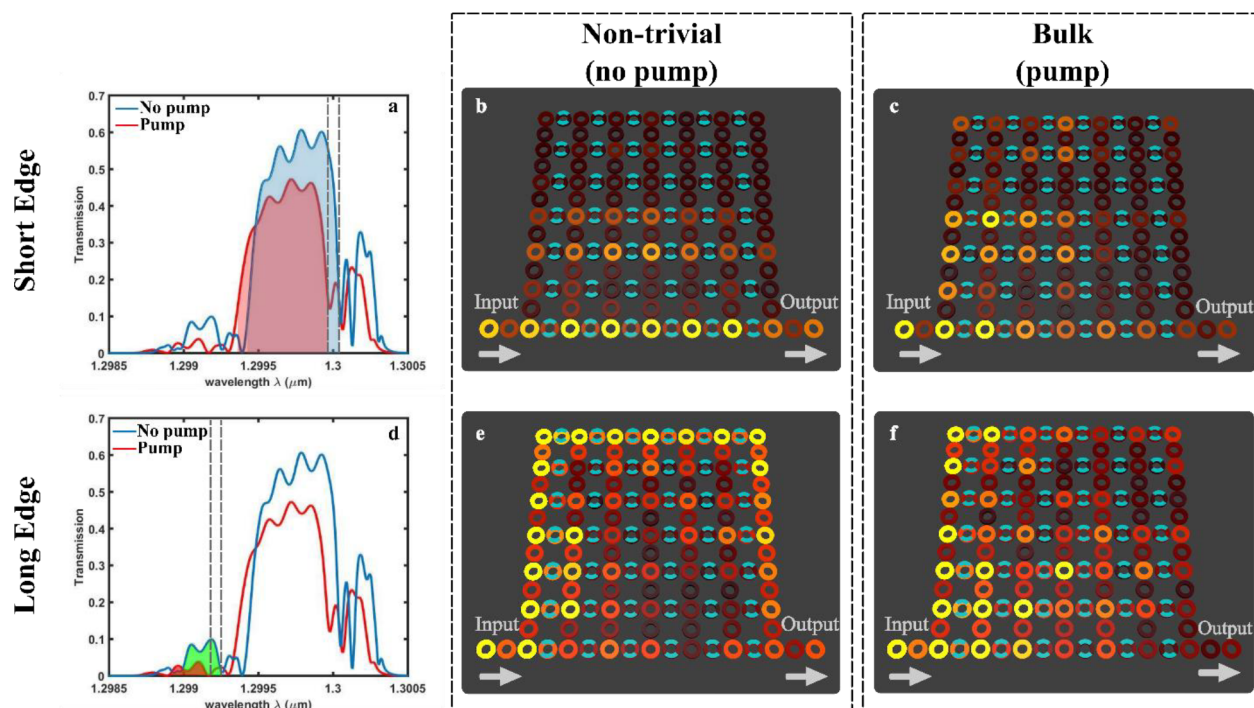 Non-trivial
(no pump)
Bulk
(pump)
Short Edge
No pump
Pump
a
0.7
0.6
0.5
0.4
0.3
0.2
0.1
0
Transmission
1.2985
1.299
1.2995
1.3
1.3005
wavelength λ (μm)
b
Input
Output
c
Input
Output
Long Edge
No pump
Pump
d
0.7
0.6
0.5
0.4
0.3
0.2
0.1
0
Transmission
1.2985
1.299
1.2995
1.3
1.3005
wavelength λ (μm)
e
Input
Output
f
Input
Output